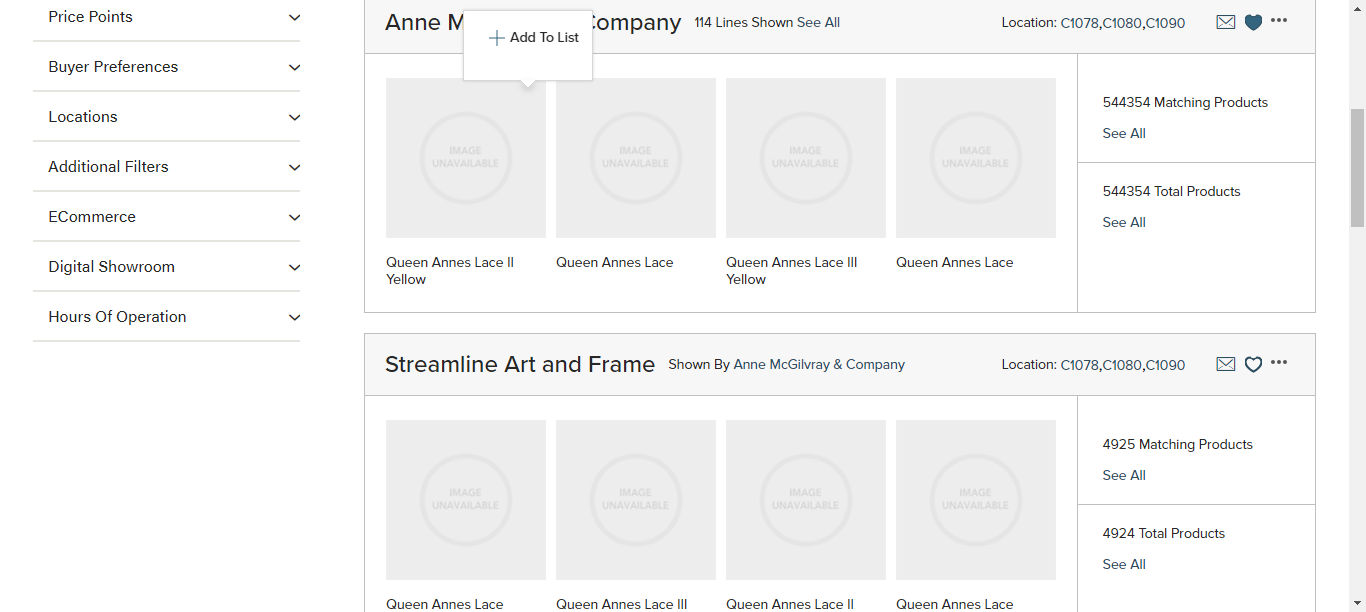 Price Points
Buyer Preferences
Locations
Additional Filters
ECommerce
Digital Showroom
Hours Of Operation
Anne M Company 114 Lines Shown See All Location: C1078,C1080,C1090
Add To List
IMAGE
UNAVAILABLE
IMAGE
UNAVAILABLE
IMAGE
UNAVAILABLE
IMAGE
UNAVAILABLE
Queen Annes Lace II
Yellow
Queen Annes Lace
Queen Annes Lace III
Yellow
Queen Annes Lace
544354 Matching Products
See All
544354 Total Products
See All
Streamline Art and Frame Shown By Anne McGilvray & Company Location: C1078,C1080,C1090
IMAGE
UNAVAILABLE
IMAGE
UNAVAILABLE
IMAGE
UNAVAILABLE
IMAGE
UNAVAILABLE
Queen Annes Lace
Queen Annes Lace III
Queen Annes Lace II
Queen Annes Lace
4925 Matching Products
See All
4924 Total Products
See All